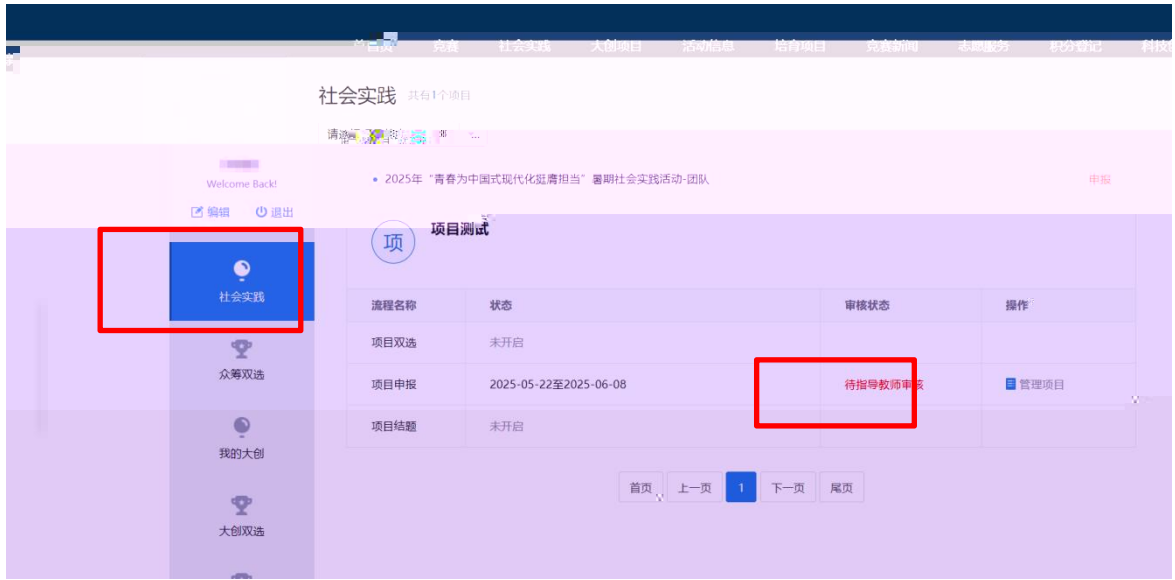 首页 竞赛 社会实践 大创项目 活动信息 培育项目 竞赛新闻 志愿服务 积分登记
社会实践 共有1个项目
Welcome Back!
• 2025年“青春为中国式现代化挺膺担当”暑期社会实践活动-团队 申报
编辑 退出
项 项目测试
社会实践
流程名称 状态 审核状态 操作
项目双选 未开启
众筹双选
项目申报 2025-05-22至2025-06-08 待指导教师审核 管理项目
项目结题 未开启
我的大创
首页 上一页 1 下一页 尾页
大创双选